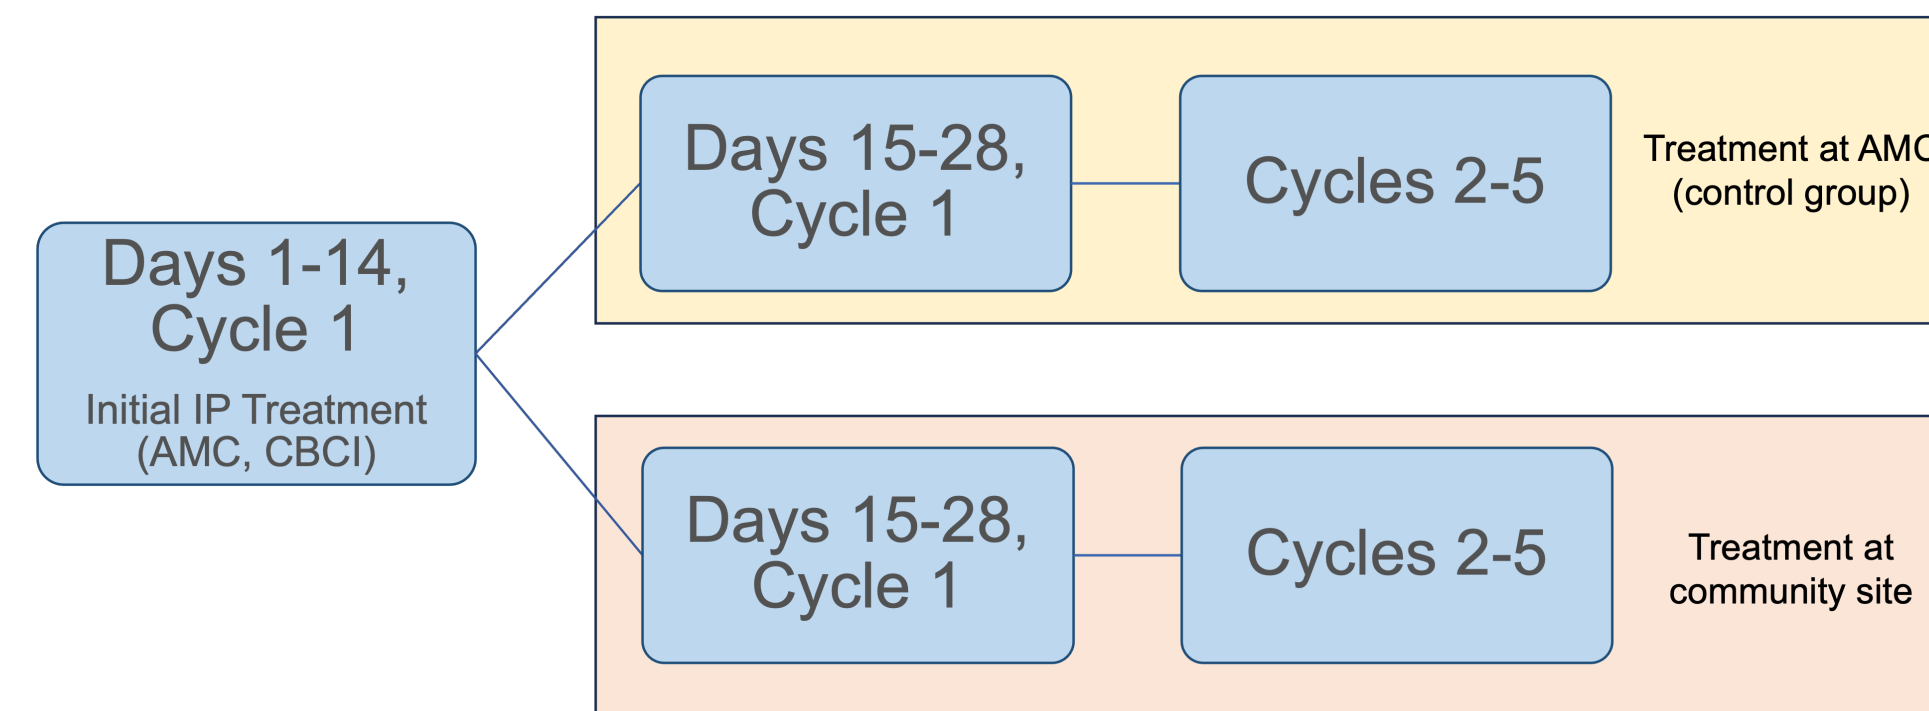 Days 1-14,
Cycle 1
Initial IP Treatment
(AMC, CBCI)
Days 15-28,
Cycle 1
Cycles 2-5
Treatment at AMC
(control group)
Days 15-28,
Cycle 1
Cycles 2-5
Treatment at
community site